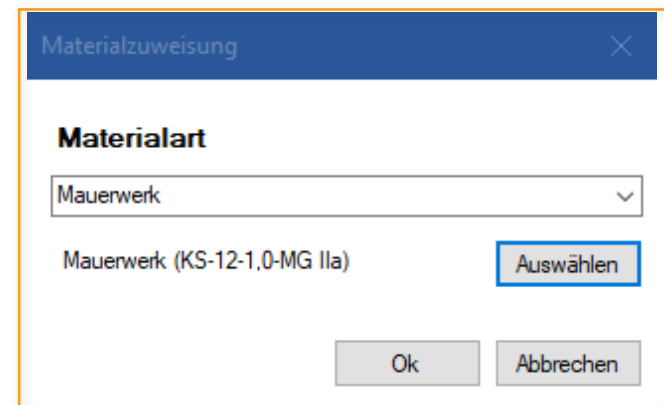 Materialzuweisung
Materialart
Mauerwerk
Mauerwerk (KS-12-1,0-MG IIa)
Auswählen
Ok
Abbrechen